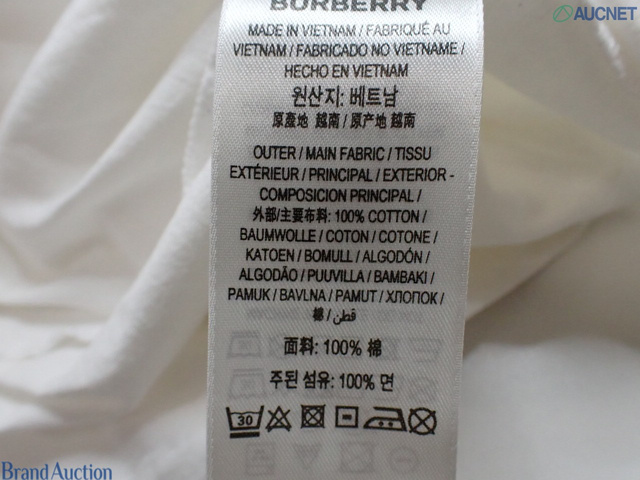 BURBERRY
MADE IN VIETNAM / FABRIQUÉ AU
VIETNAM / FABRICADO NO VIETNAME /
HECHO EN VIETNAM
원산지: 베트남
原產地 越南 / 原产地 越南
OUTER / MAIN FABRIC / TISSU
EXTÉRIEUR / PRINCIPAL / EXTERIOR -
COMPOSICION PRINCIPAL /
外部/主要布料: 100% COTTON /
BAUMWOLLE / COTON / COTONE /
KATOEN / BOMULL / ALGODÓN /
ALGODÃO / PUUVILLA / BAMBAKI /
PAMUK / BAVLNA / PAMUT / ХЛОПОК /
棉 / قطن /
面料: 100% 棉
주된 섬유: 100% 면
30
AUCNET
Brand Auction